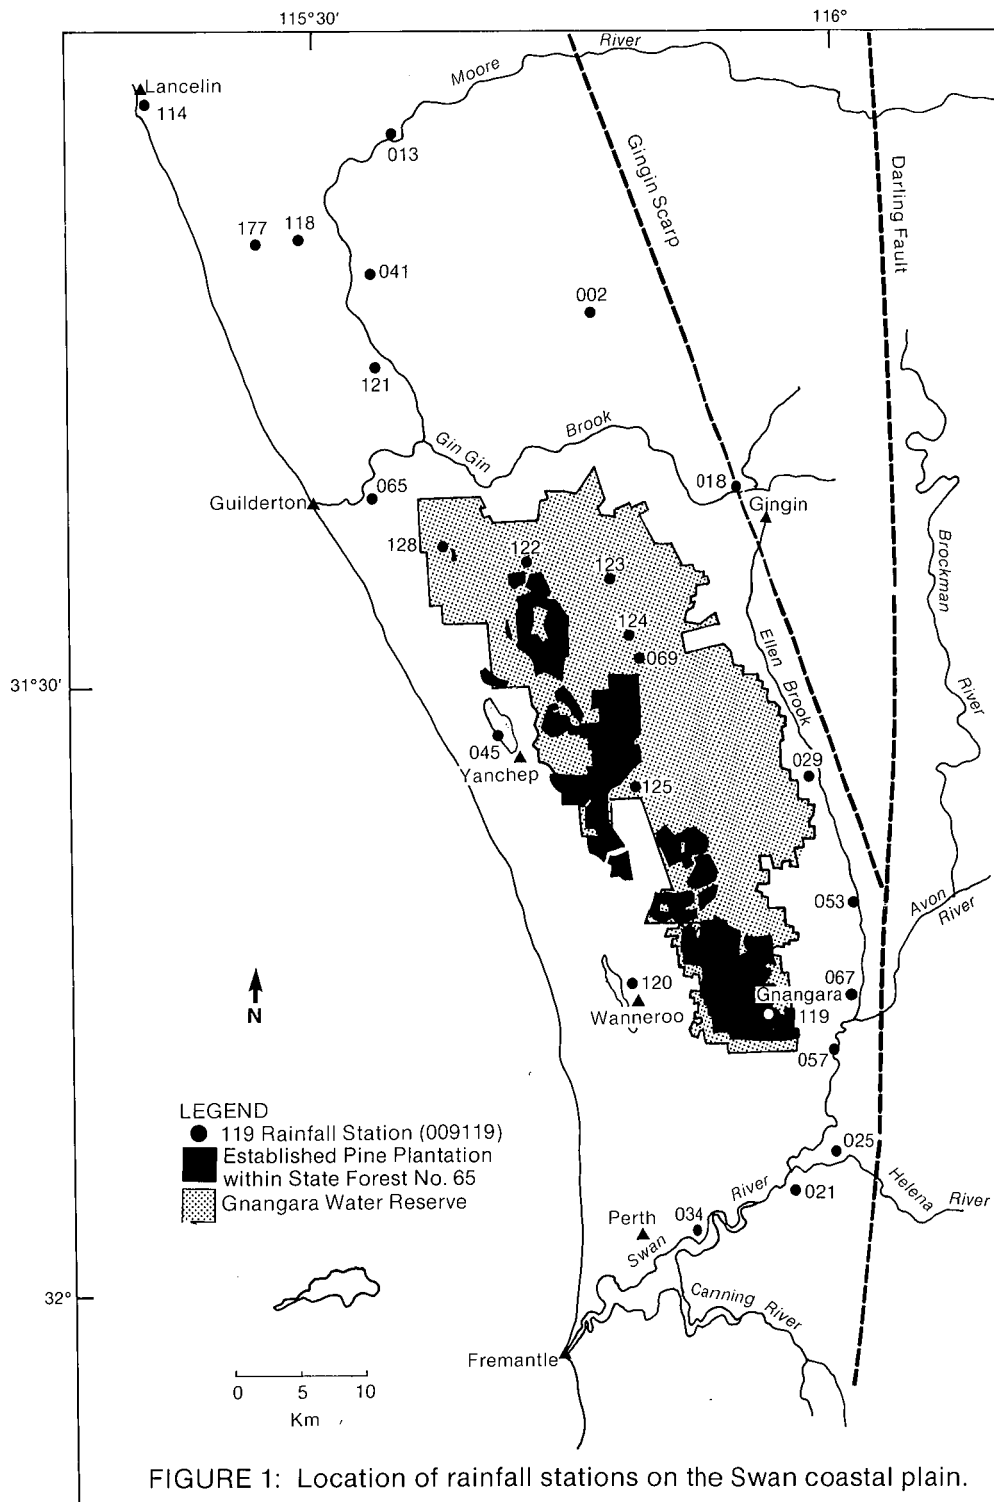 115°30'
116°
River
Moore
Lancelin
114
013
Gingin Scarp
Darling Fault
177
118
041
002
121
Brook
Gin Gin
018
065
Guilderton
Gingin
128
122
123
Brockman
River
124
069
Ellen Brook
31°30'
045
Yanchep
029
125
053
Avon
River
120
067
Gnangara
Wanneroo
119
057
N
LEGEND
119 Rainfall Station (009119)
Established Pine Plantation
within State Forest No. 65
Gnangara Water Reserve
025
021
Helena River
River
034
Perth
Swan
32°
Canning River
Fremantle
0 5 10
Km
FIGURE 1: Location of rainfall stations on the Swan coastal plain.